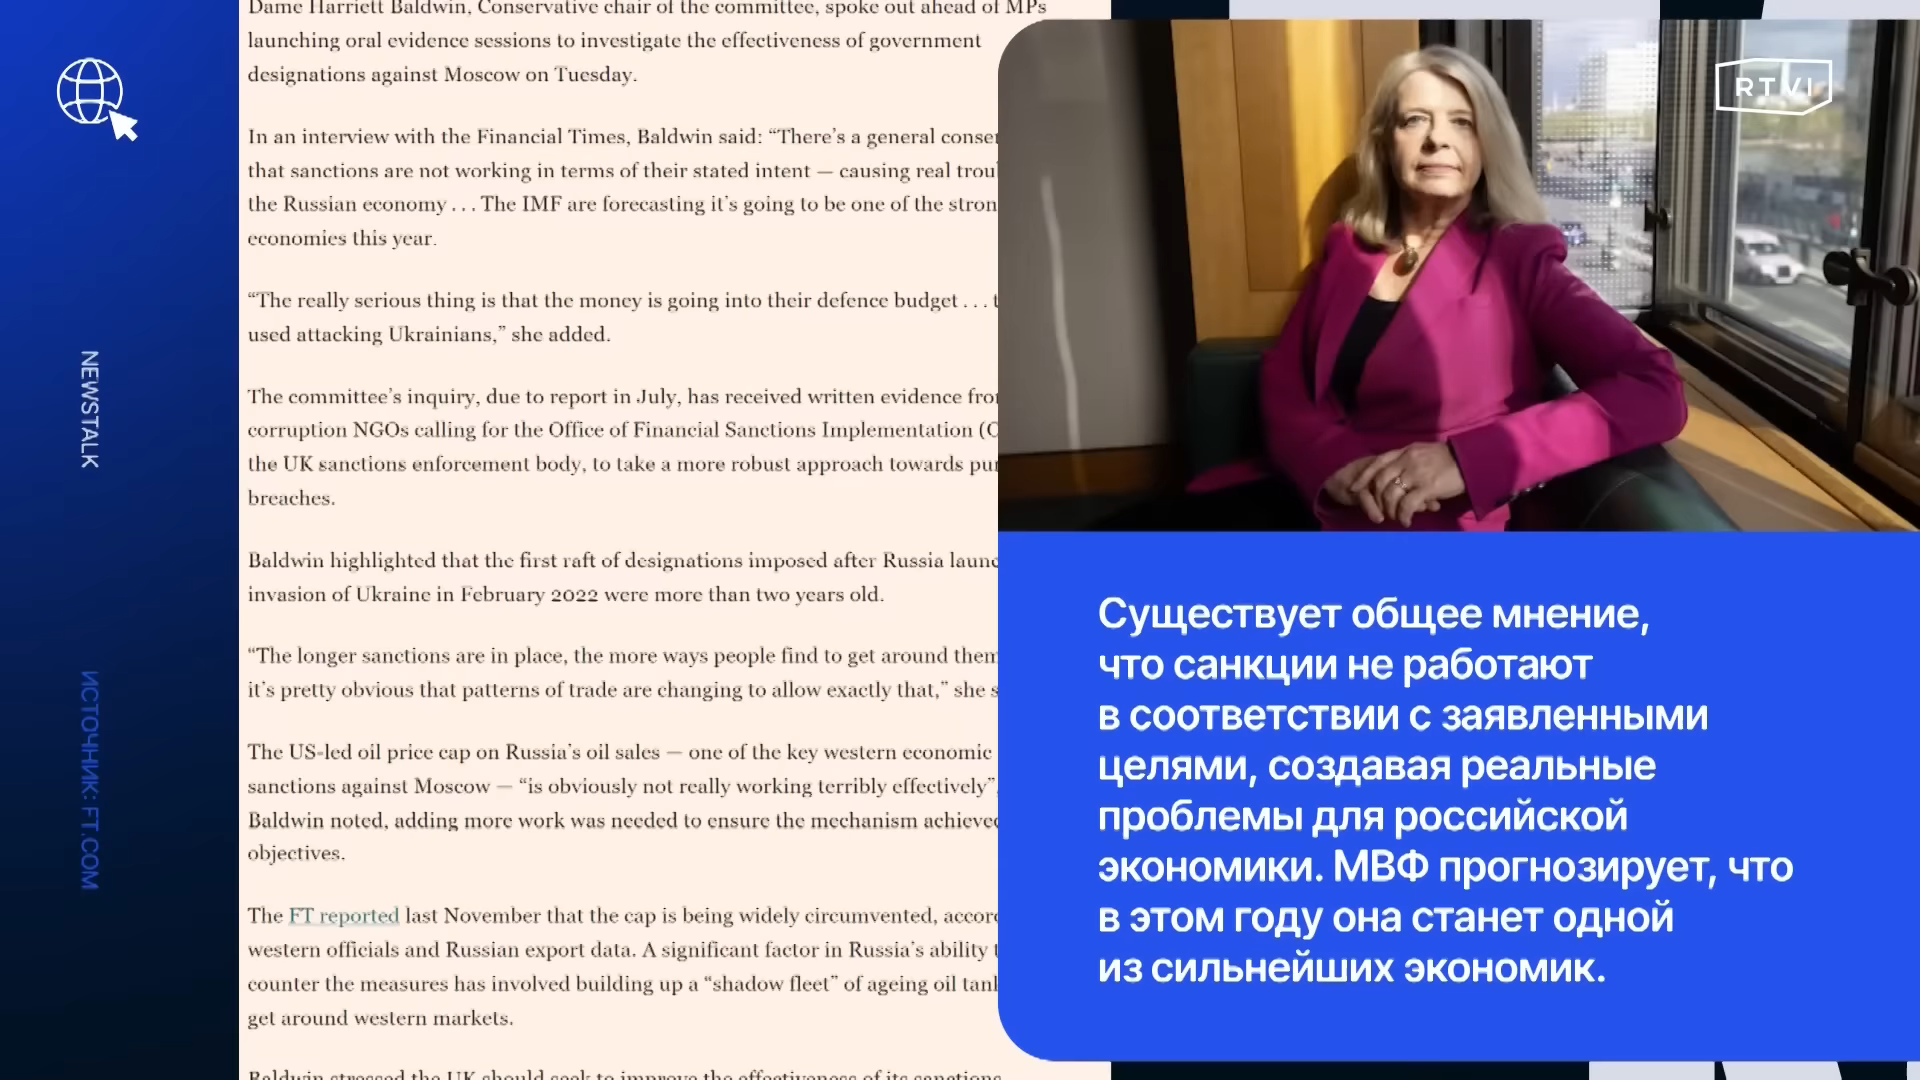 Dame Harriett Baldwin, Conservative chair of the committee, spoke out ahead of MPs
launching oral evidence sessions to investigate the effectiveness of government
designations against Moscow on Tuesday.
In an interview with the Financial Times, Baldwin said: “There’s a general
that sanctions are not working in terms of their stated intent — causing real
the Russian economy . . . The IMF are forecasting it’s going to be one of the
economies this year.
“The really serious thing is that the money is going into their defence budget . . .
used attacking Ukrainians,” she added.
The committee’s inquiry, due to report in July, has received written evidence
corruption NGOs calling for the Office of Financial Sanctions Implementation
the UK sanctions enforcement body, to take a more robust approach towards
breaches.
Baldwin highlighted that the first raft of designations imposed after Russia
invasion of Ukraine in February 2022 were more than two years old.
“The longer sanctions are in place, the more ways people find to get around them
it’s pretty obvious that patterns of trade are changing to allow exactly that,” she
The US-led oil price cap on Russia’s oil sales — one of the key western economic
sanctions against Moscow — “is obviously not really working terribly effectively”,
Baldwin noted, adding more work was needed to ensure the mechanism
objectives.
The FT reported last November that the cap is being widely circumvented,
western officials and Russian export data. A significant factor in Russia’s ability
counter the measures has involved building up a “shadow fleet” of ageing oil
get around western markets.
Baldwin stressed the UK should seek to improve the effectiveness of its sanctions
NEWSTALK
ИСТОЧНИК: FT.COM
RTVI
Существует общее мнение,
что санкции не работают
в соответствии с заявленными
целями, создавая реальные
проблемы для российской
экономики. МВФ прогнозирует, что
в этом году она станет одной
из сильнейших экономик.